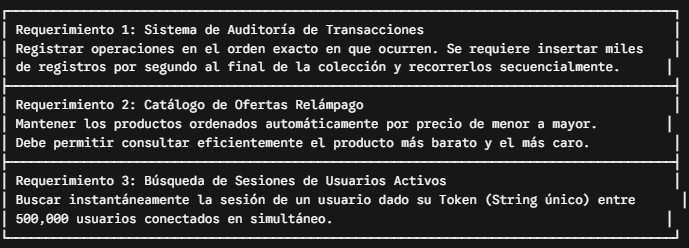 Requerimiento 1: Sistema de Auditoría de Transacciones
Registrar operaciones en el orden exacto en que ocurren. Se requiere insertar miles
de registros por segundo al final de la colección y recorrerlos secuencialmente.
Requerimiento 2: Catálogo de Ofertas Relámpago
Mantener los productos ordenados automáticamente por precio de menor a mayor.
Debe permitir consultar eficientemente el producto más barato y el más caro.
Requerimiento 3: Búsqueda de Sesiones de Usuarios Activos
Buscar instantáneamente la sesión de un usuario dado su Token (String único) entre
500,000 usuarios conectados en simultáneo.